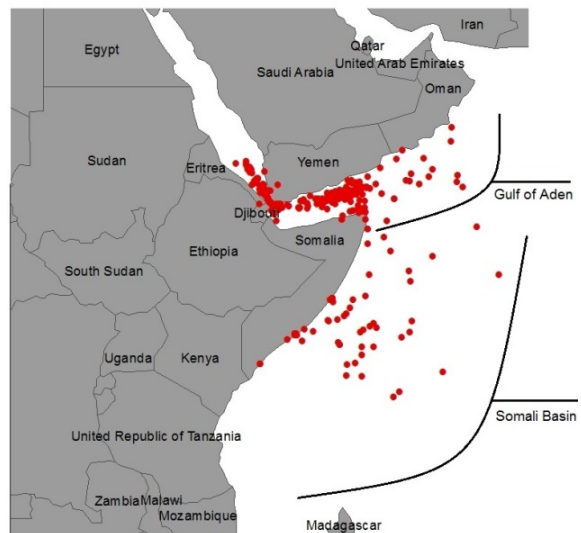 Iran
Egypt
Qatar
United Arab Emirates
Saudi Arabia
Oman
Sudan
Eritrea
Yemen
Gulf of Aden
Djibouti
Somalia
Ethiopia
South Sudan
Uganda
Kenya
Somali Basin
United Republic of Tanzania
Zambia
Malawi
Mozambique
Madagascar